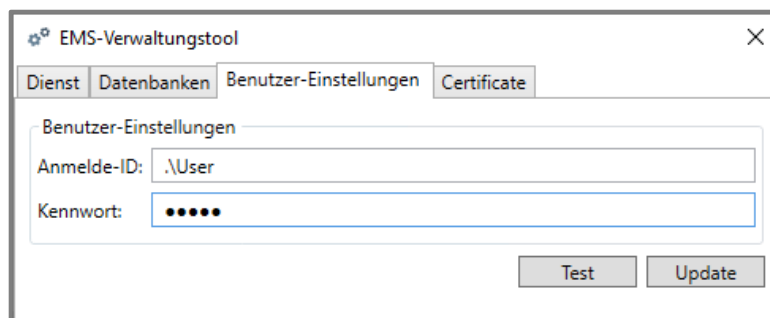 EMS-Verwaltungstool
Dienst Datenbanken Benutzer-Einstellungen Certificate
Benutzer-Einstellungen
Anmelde-ID: .\User
Kennwort: •••••
Test Update